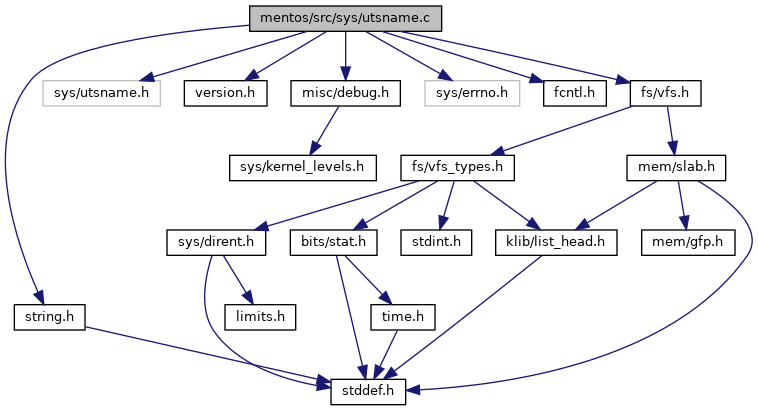 mentos/src/sys/utsname.c
sys/utsname.h
version.h
misc/debug.h
sys/errno.h
fcntl.h
fs/vfs.h
sys/kernel_levels.h
fs/vfs_types.h
mem/slab.h
sys/dirent.h
bits/stat.h
stdint.h
klib/list_head.h
mem/gfp.h
string.h
limits.h
time.h
stddef.h